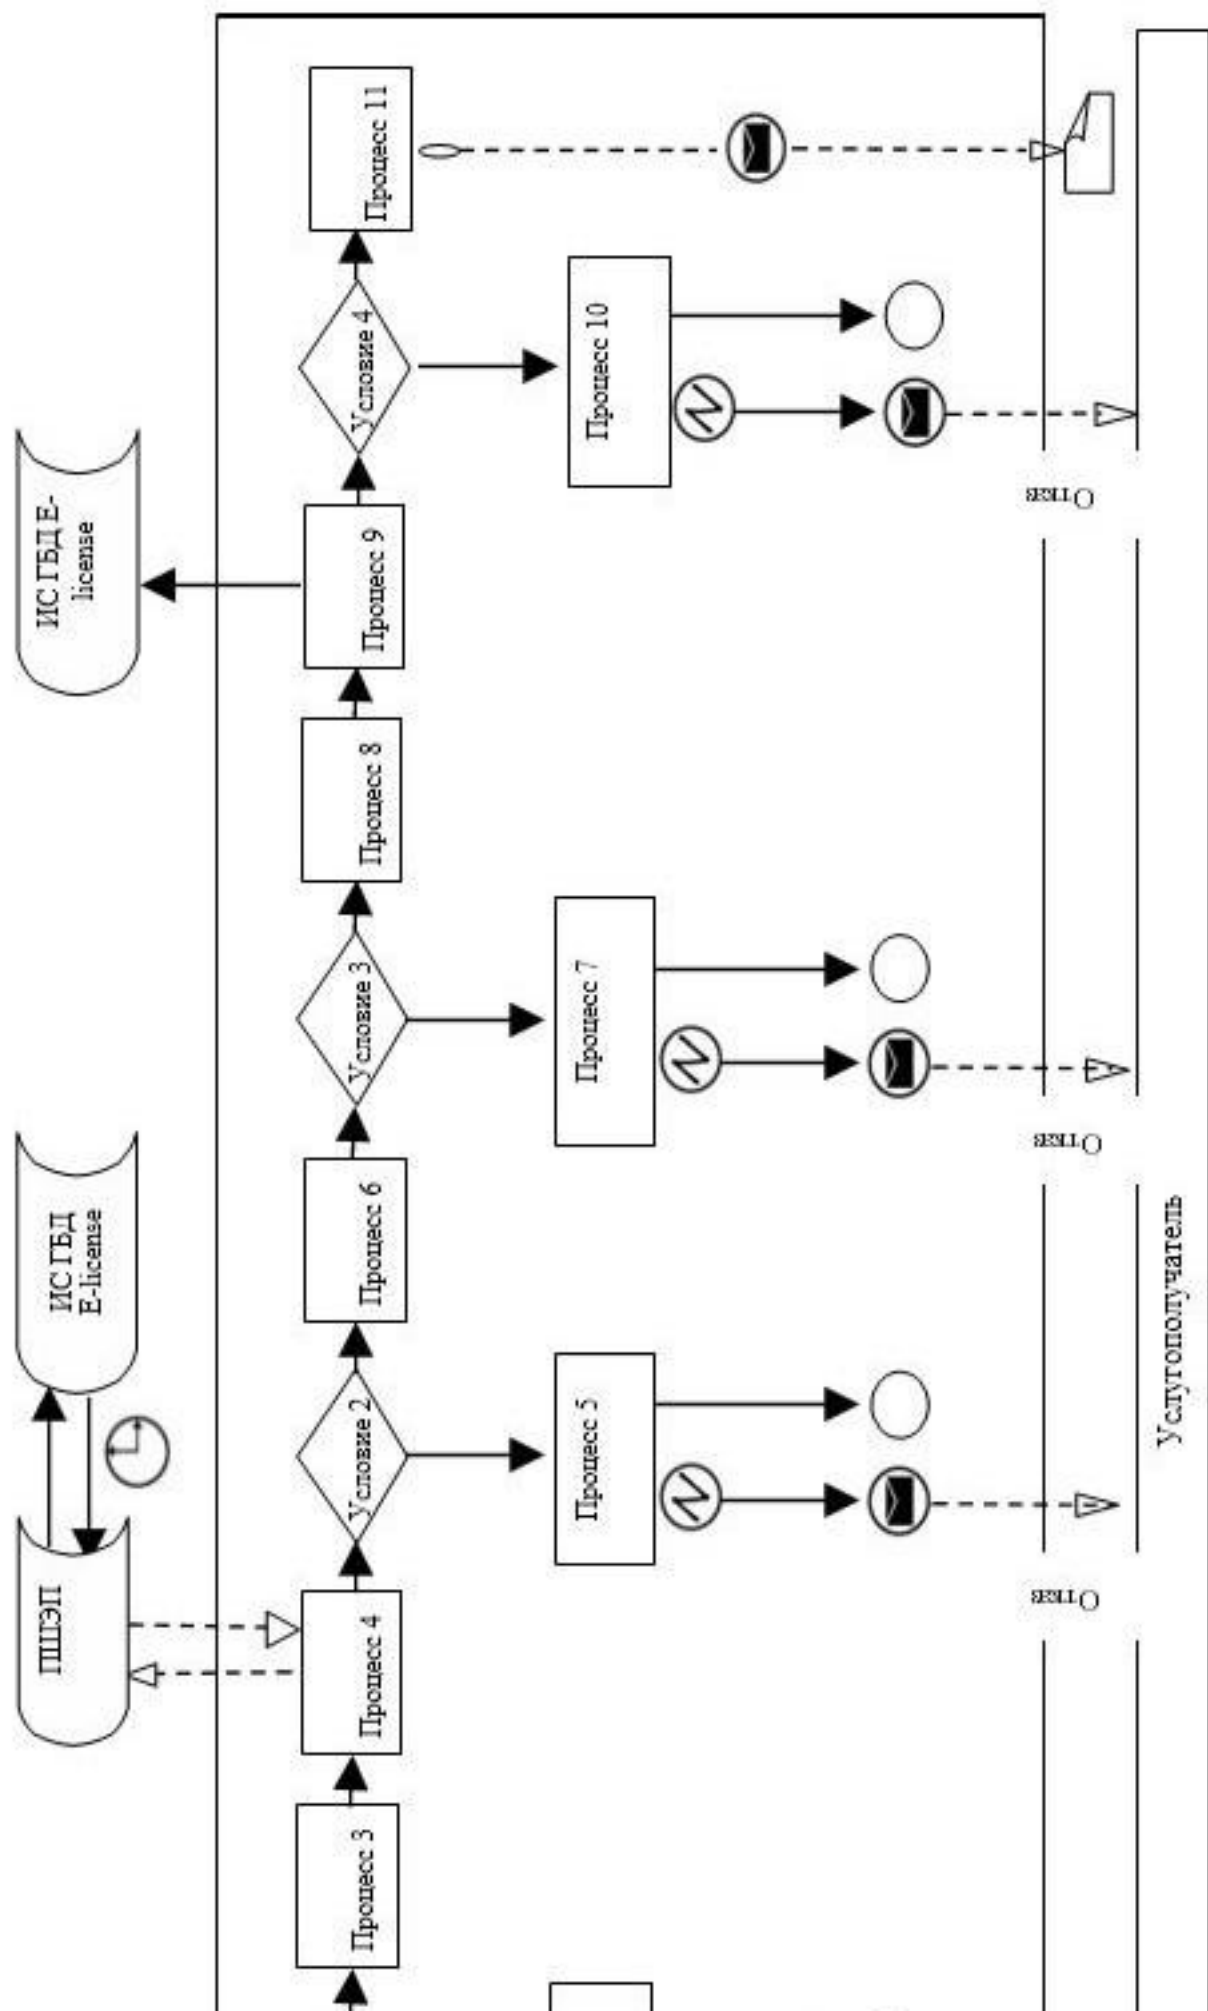 ПШЭП
ИС ГБД
E-license
ИС ГБД E-
license
Процесс 3
Процесс 4
Условие 2
Процесс 6
Условие 3
Процесс 8
Процесс 9
Условие 4
Процесс 11
Процесс 5
Процесс 7
Процесс 10
Отказ
Отказ
Отказ
Услугополучатель